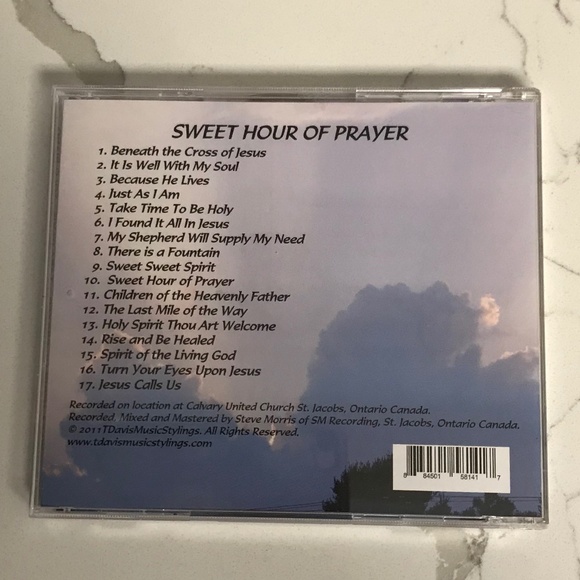 SWEET HOUR OF PRAYER
1. Beneath the Cross of Jesus
2. It Is Well With My Soul
3. Because He Lives
4. Just As I Am
5. Take Time To Be Holy
6. I Found It All In Jesus
7. My Shepherd Will Supply My Need
8. There is a Fountain
9. Sweet Sweet Spirit
10. Sweet Hour of Prayer
11. Children of the Heavenly Father
12. The Last Mile of the Way
13. Holy Spirit Thou Art Welcome
14. Rise and Be Healed
15. Spirit of the Living God
16. Turn Your Eyes Upon Jesus
17. Jesus Calls Us
Recorded on location at Calvary United Church St. Jacobs, Ontario Canada.
Recorded, Mixed and Mastered by Steve Morris of SM Recording, St. Jacobs, Ontario Canada.
© 2011TDavisMusicStylings. All Rights Reserved.
www.tdavismusicstylings.com
8 84501 58141 7